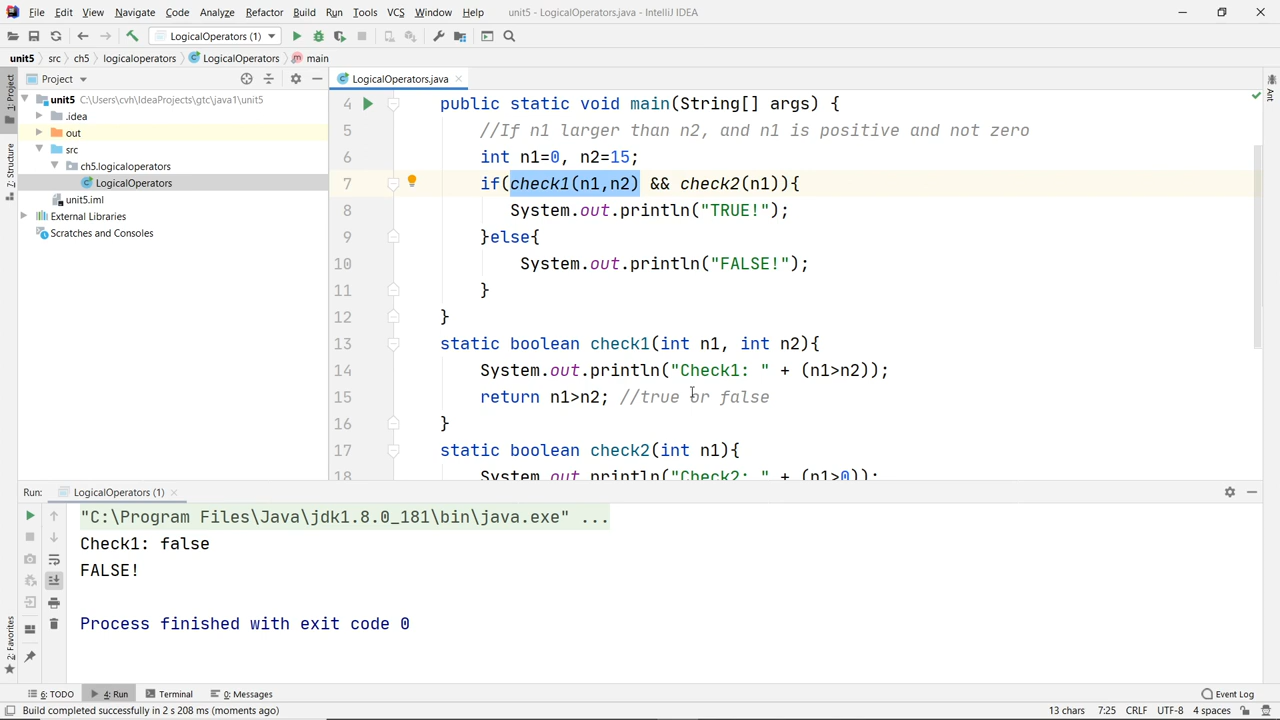 File Edit View Navigate Code Analyze Refactor Build Run Tools VCS Window Help unit5 - LogicalOperators.java - IntelliJ IDEA
LogicalOperators (1)
unit5 src ch5 logicaloperators LogicalOperators main
Project
LogicalOperators.java
unit5 C:\Users\cvh\IdeaProjects\gtc\java1\unit5
.idea
out
src
ch5.logicaloperators
LogicalOperators
unit5.iml
External Libraries
Scratches and Consoles
1: Project
Z: Structure
2: Favorites
Ant
4 public static void main(String[] args) {
5 //If n1 larger than n2, and n1 is positive and not zero
6 int n1=0, n2=15;
7 if(check1(n1,n2) && check2(n1)){
8 System.out.println("TRUE!");
9 }else{
10 System.out.println("FALSE!");
11 }
12 }
13 static boolean check1(int n1, int n2){
14 System.out.println("Check1: " + (n1>n2));
15 return n1>n2; //true or false
16 }
17 static boolean check2(int n1){
18 System.out.println("Check2: " + (n1>0));
Run: LogicalOperators (1)
"C:\Program Files\Java\jdk1.8.0_181\bin\java.exe" ...
Check1: false
FALSE!
Process finished with exit code 0
6: TODO 4: Run Terminal 0: Messages Event Log
Build completed successfully in 2 s 208 ms (moments ago) 13 chars 7:25 CRLF UTF-8 4 spaces